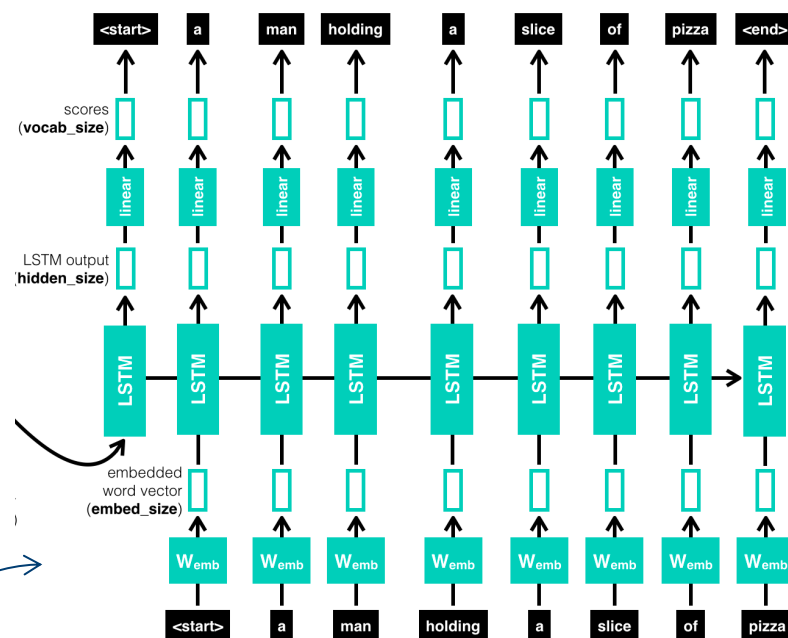 <start> a man holding a slice of pizza <end>
scores
(vocab_size)
linear linear linear linear linear linear linear linear linear
LSTM output
(hidden_size)
LSTM LSTM LSTM LSTM LSTM LSTM LSTM LSTM LSTM
embedded
word vector
(embed_size)
)
Wemb Wemb Wemb Wemb Wemb Wemb Wemb Wemb
<start> a man holding a slice of pizza